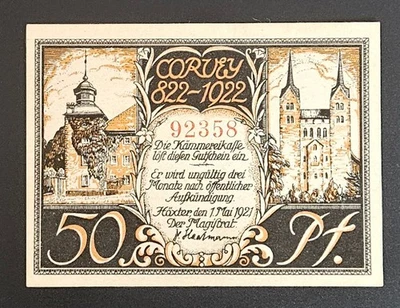 CORVEY
822-1922
92358
Die Kämmereikasse
löst diesen Gutschein ein.
Er wird ungültig drei
Monate nach öffentlicher
Aufkündigung.
Höxter, den 1. Mai 1921
Der Magistrat
50 Pf.